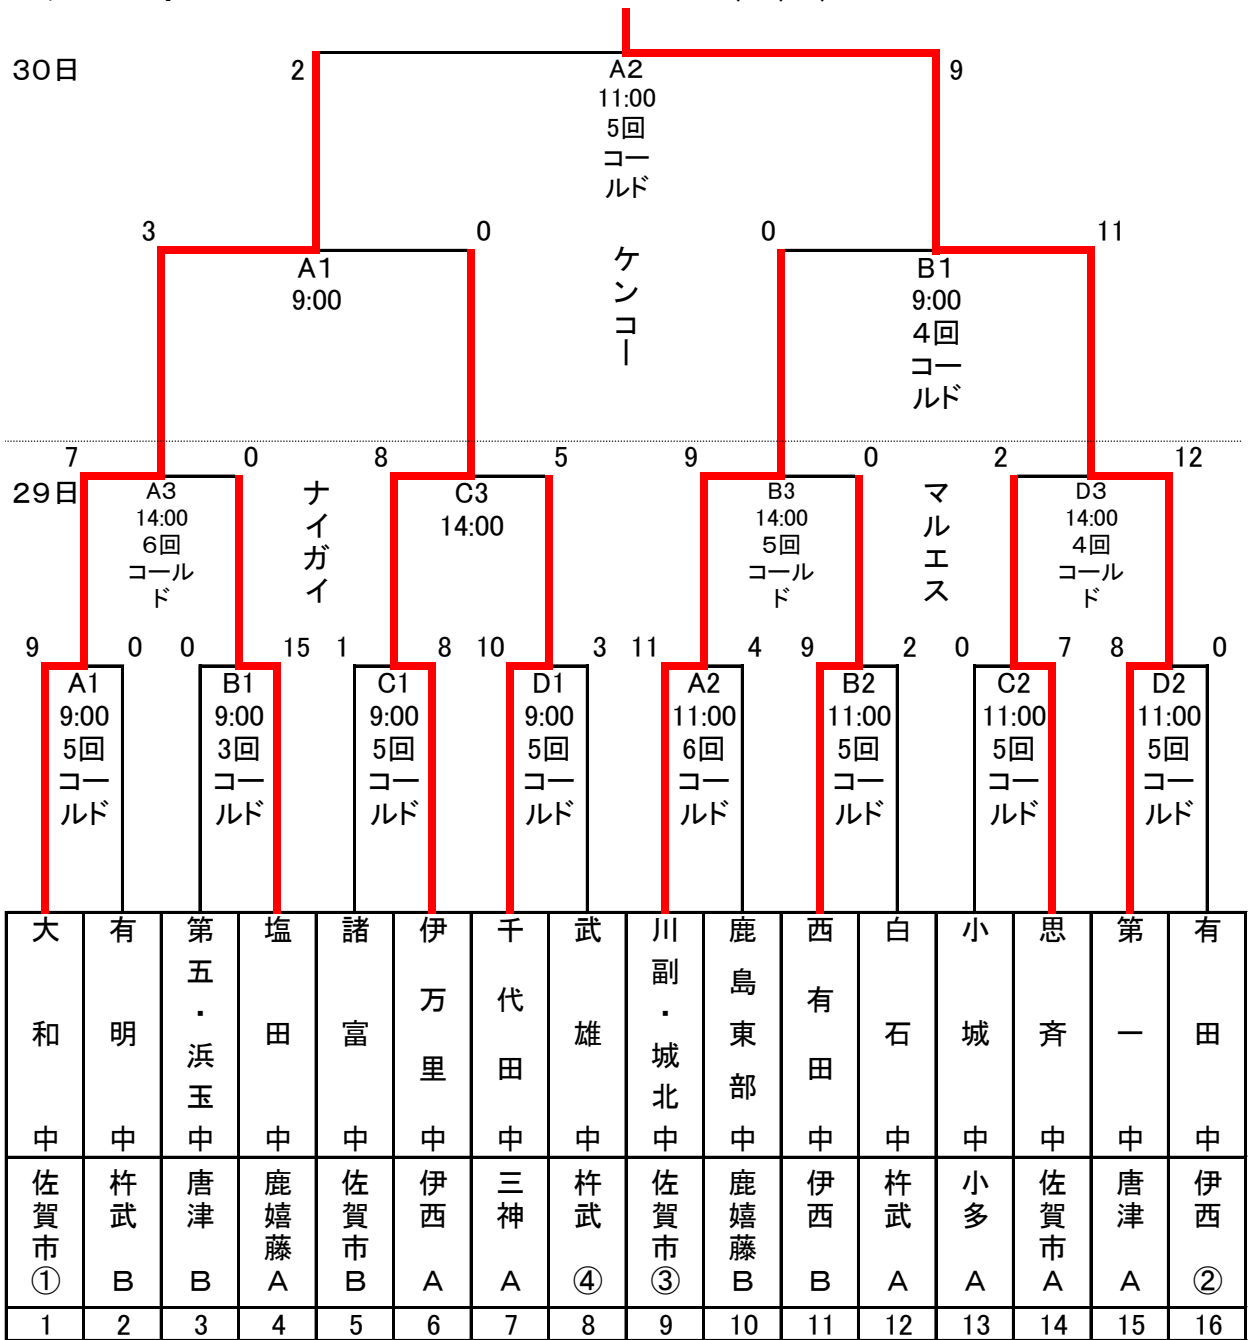 30日
2
9
A2
11:00
5回
コー
ルド
3
0
0
11
A1
9:00
ケンコー
B1
9:00
4回
コー
ルド
7
0
8
5
9
0
2
12
29日
A3
14:00
6回
コール
ド
ナイガイ
C3
14:00
B3
14:00
5回
コール
ド
マルエス
D3
14:00
4回
コール
ド
9
0
0
15
1
8
10
3
11
4
9
2
0
7
8
0
A1
9:00
5回
コー
ルド
B1
9:00
3回
コー
ルド
C1
9:00
5回
コー
ルド
D1
9:00
5回
コー
ルド
A2
11:00
6回
コー
ルド
B2
11:00
5回
コー
ルド
C2
11:00
5回
コー
ルド
D2
11:00
5回
コー
ルド
大和中
有明中
第五・浜玉中
塩田中
諸富中
伊万里中
千代田中
武雄中
川副・城北中
鹿島東部中
西有田中
白石中
小城中
思斉中
第一中
有田中
佐賀市①
杵武B
唐津B
鹿嬉藤A
佐賀市B
伊西A
三神A
杵武④
佐賀市③
鹿嬉藤B
伊西B
杵武A
小多A
佐賀市A
唐津A
伊西②
1 2 3 4 5 6 7 8 9 10 11 12 13 14 15 16